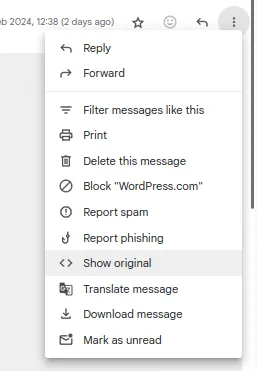 eb 2024, 12:38 (2 days ago)
Reply
Forward
Filter messages like this
Print
Delete this message
Block "WordPress.com"
Report spam
Report phishing
Show original
Translate message
Download message
Mark as unread